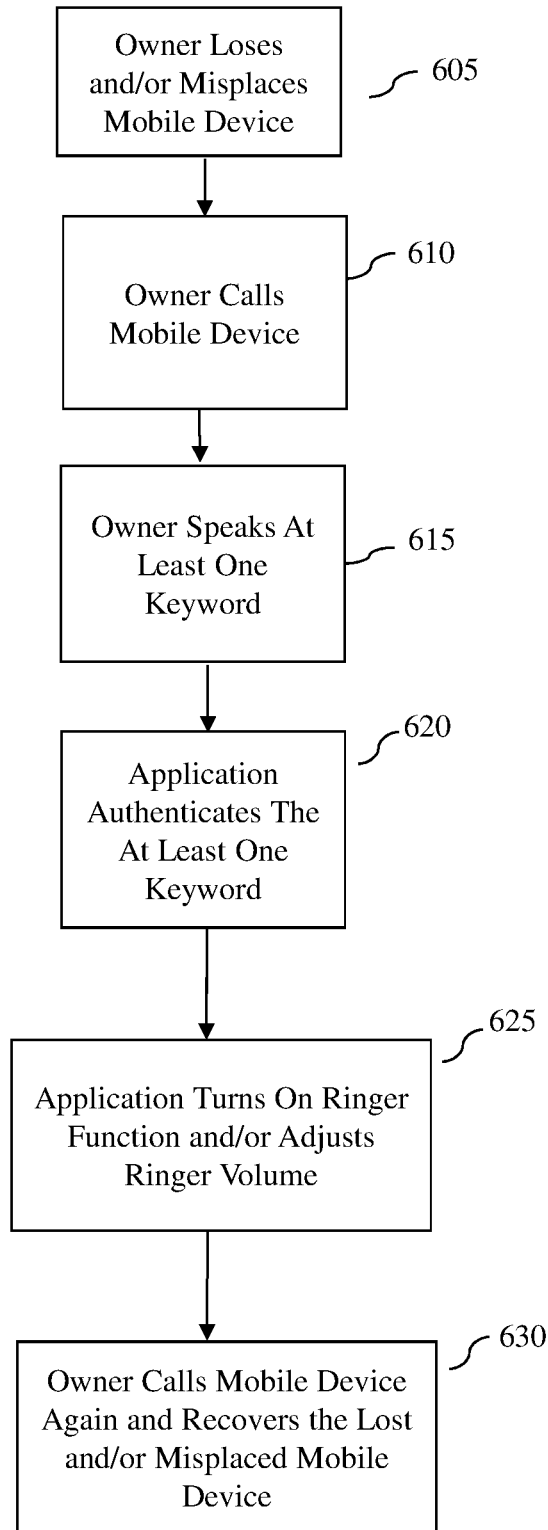 Owner Loses
and/or Misplaces
Mobile Device
605
610
Owner Calls
Mobile Device
Owner Speaks At
Least One
Keyword
615
620
Application
Authenticates The
At Least One
Keyword
625
Application Turns On Ringer
Function and/or Adjusts
Ringer Volume
630
Owner Calls Mobile Device
Again and Recovers the Lost
and/or Misplaced Mobile
Device